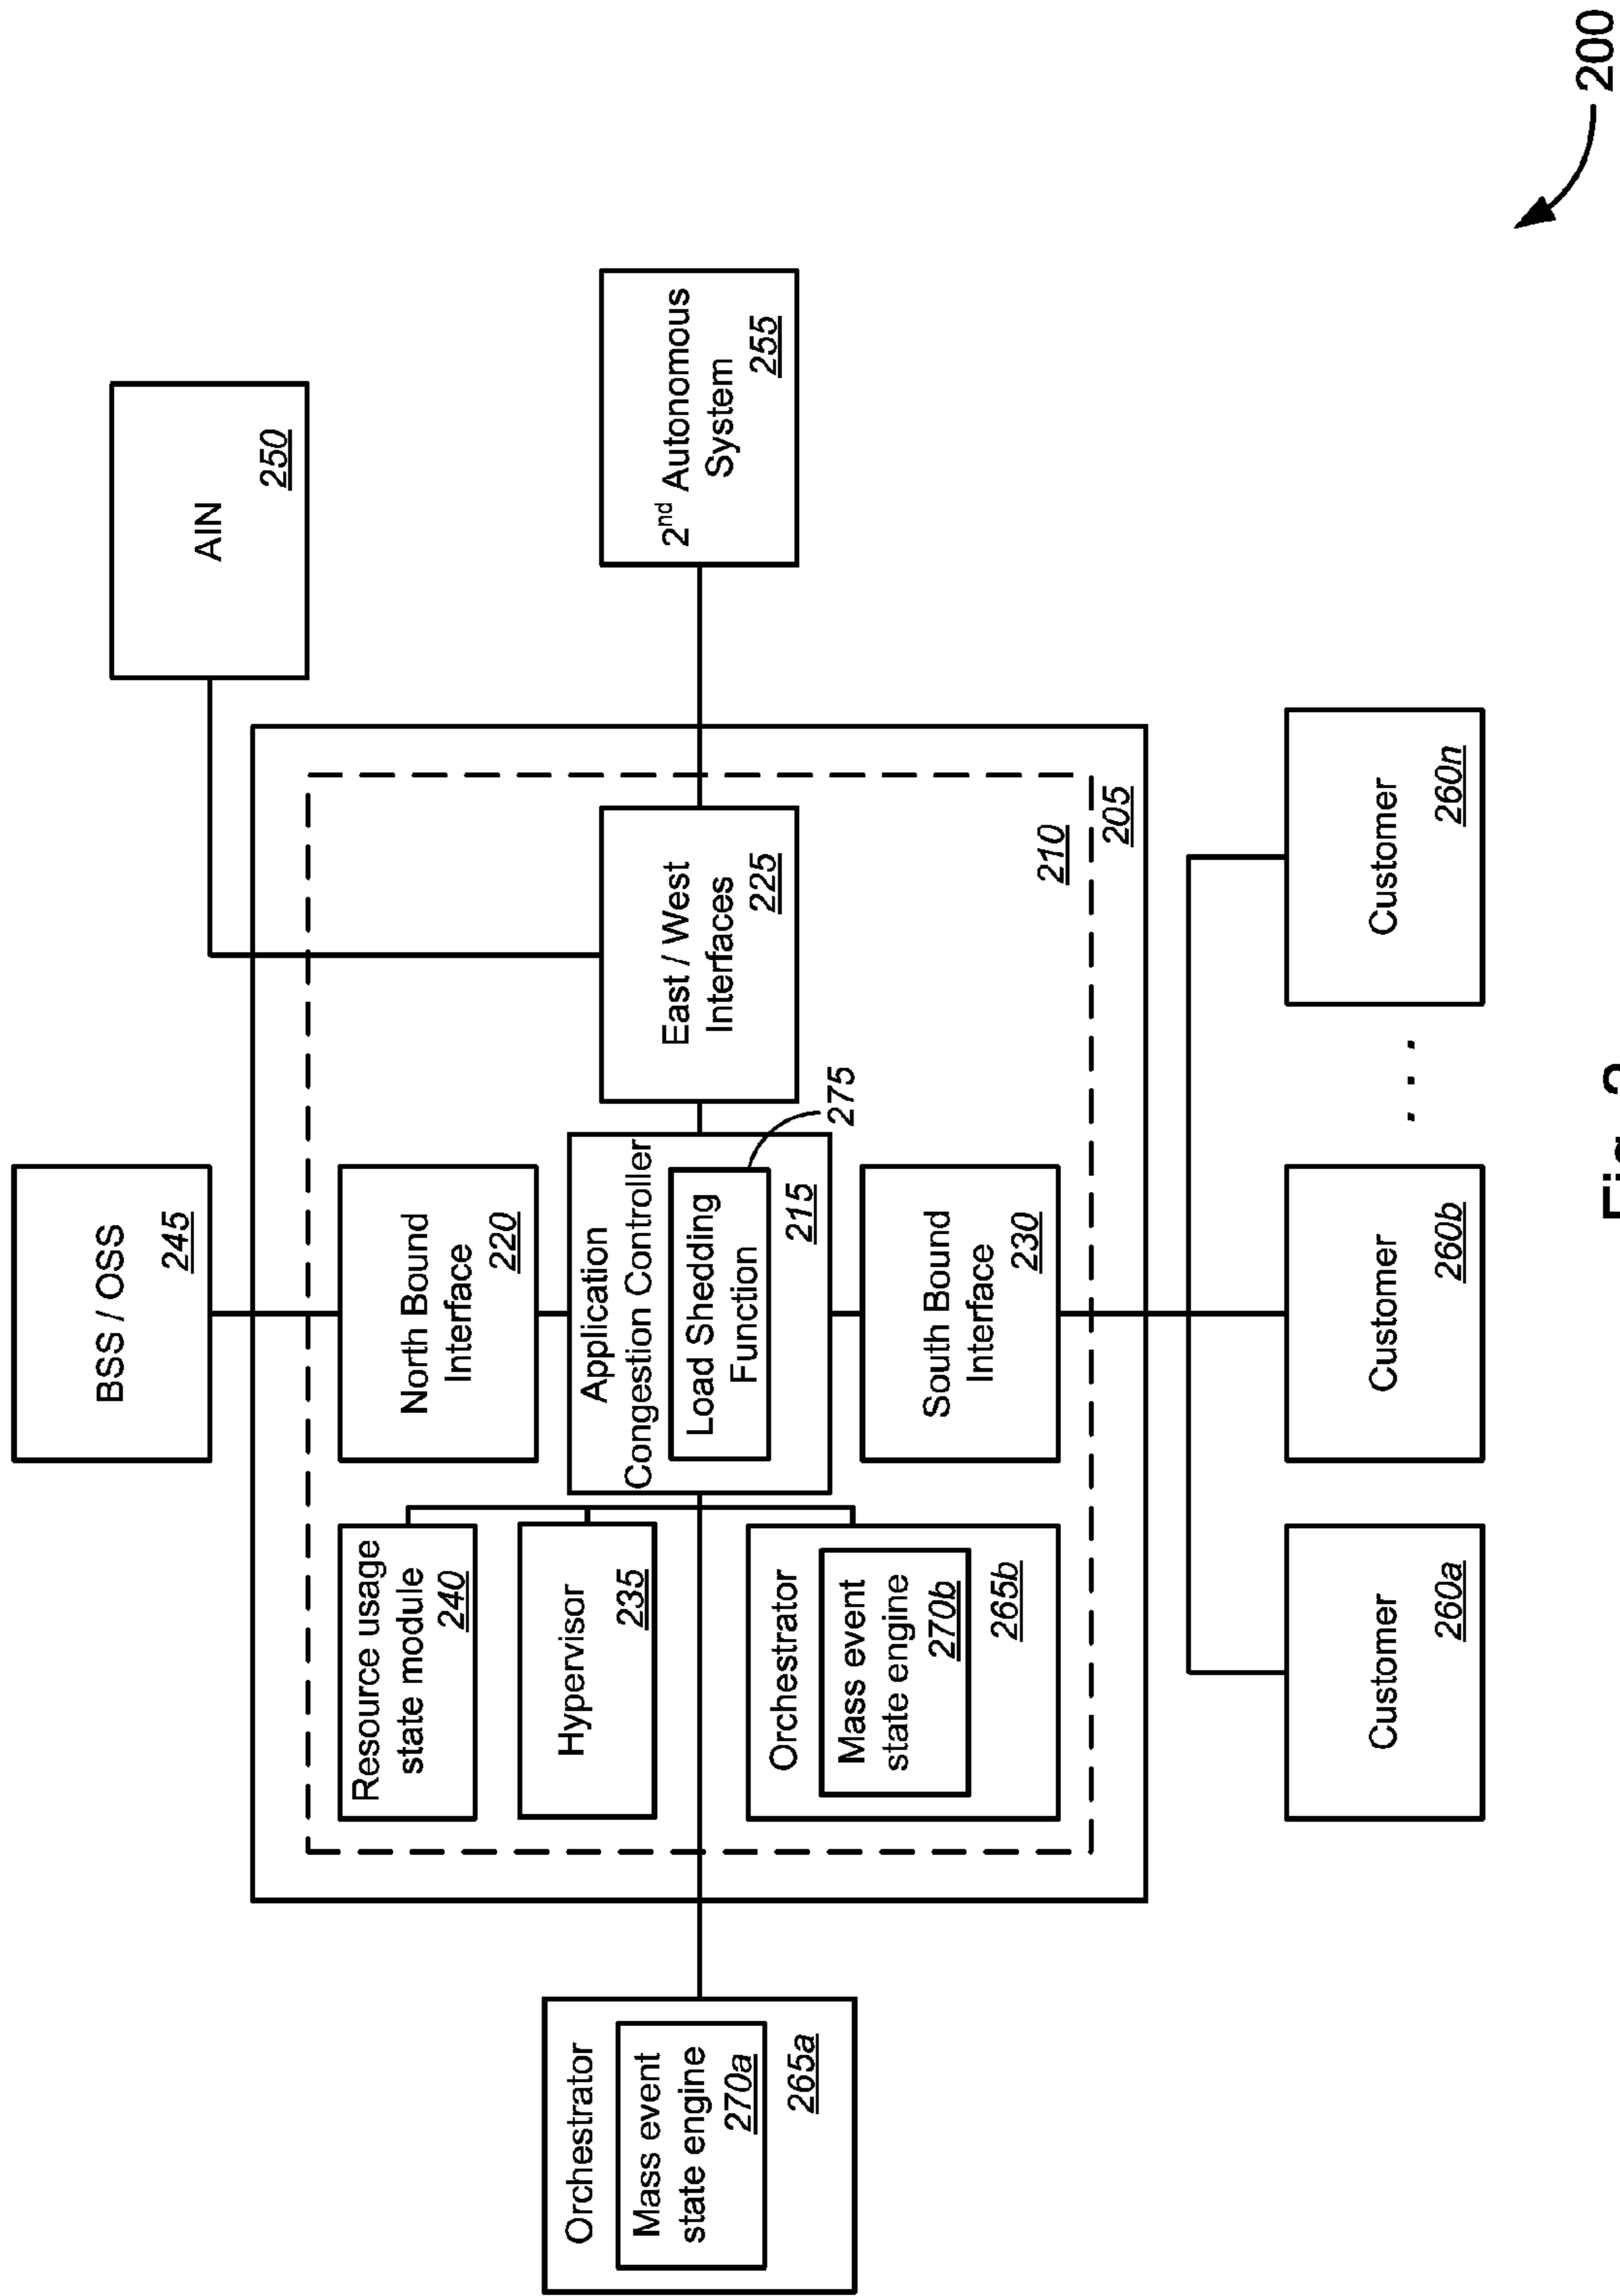 BSS / OSS
245
AIN
250
Resource usage
state module
240
North Bound
Interface
220
Hypervisor
235
Orchestrator
Mass event
state engine
270a
265a
Application
Congestion Controller
Load Shedding
Function
215
275
East / West
Interfaces
225
2nd Autonomous
System
255
Orchestrator
Mass event
state engine
270b
265b
South Bound
Interface
230
210
205
Customer
260a
Customer
260b
. . .
Customer
260n
200